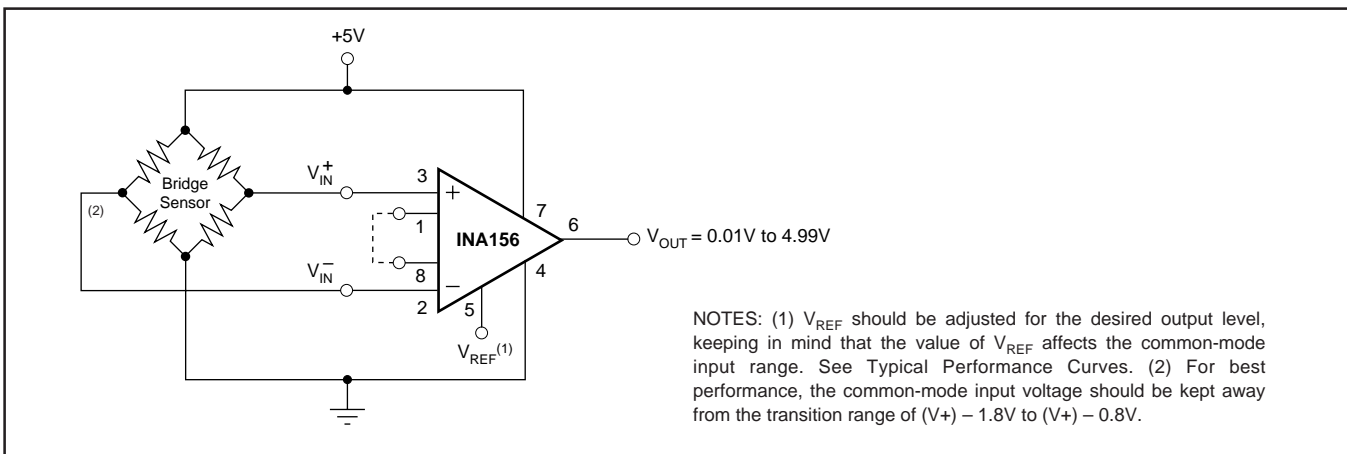 +5V
Bridge
Sensor
(2)
V_IN^+
V_IN^−
3
+
1
INA156
8
−
2
5
7
6
4
V_REF(1)
V_OUT = 0.01V to 4.99V
NOTES: (1) V_REF should be adjusted for the desired output level,
keeping in mind that the value of V_REF affects the common-mode
input range. See Typical Performance Curves. (2) For best
performance, the common-mode input voltage should be kept away
from the transition range of (V+) – 1.8V to (V+) – 0.8V.